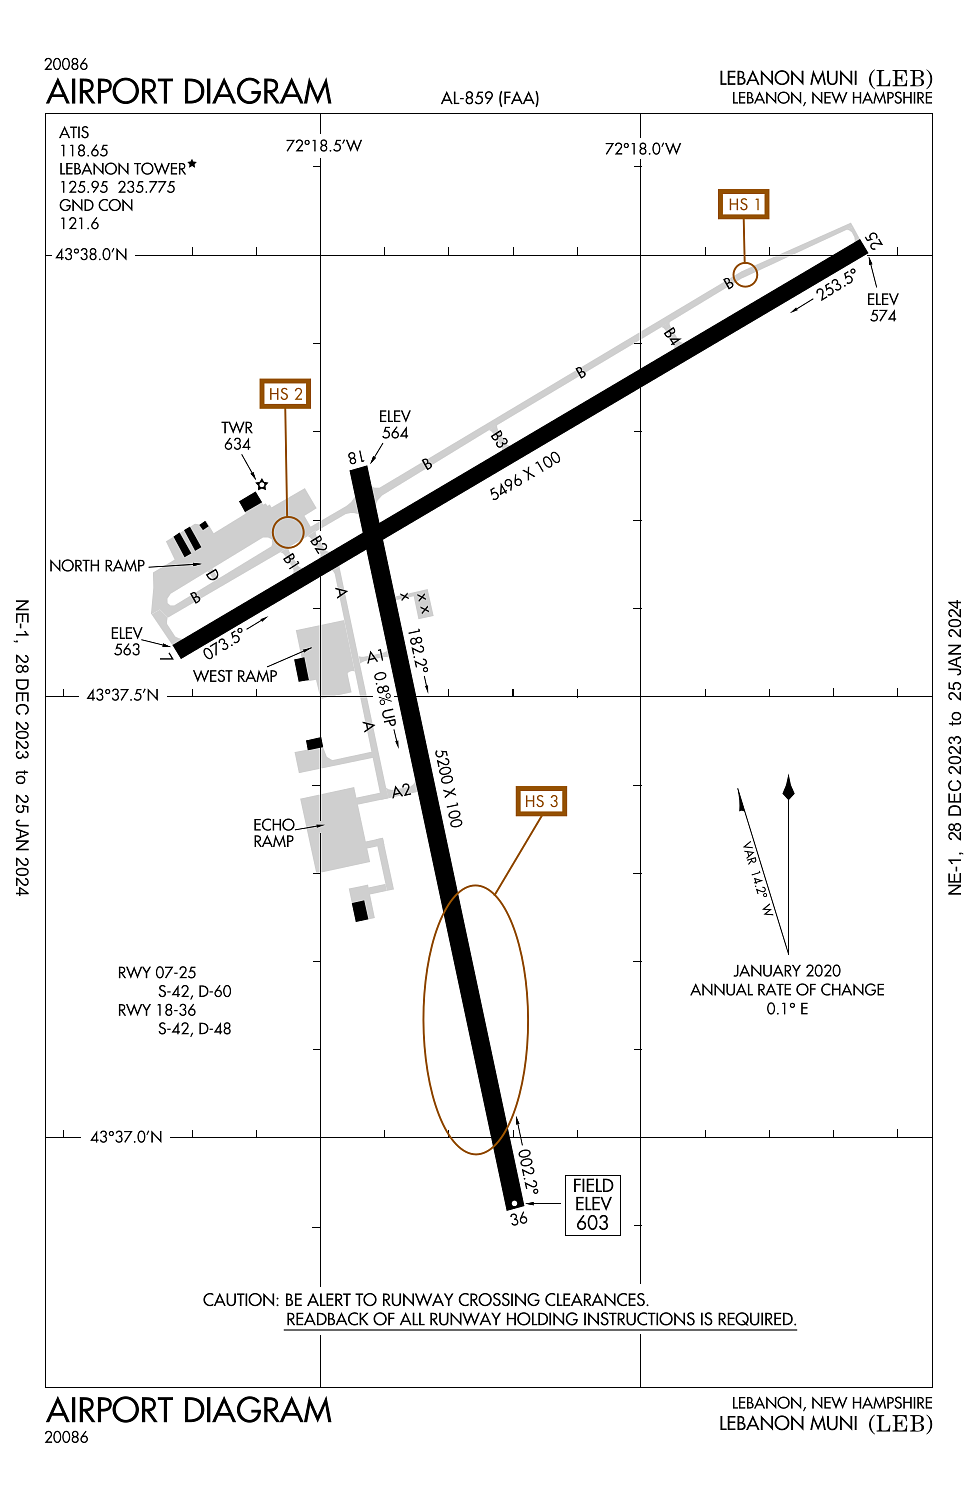 20086
AIRPORT DIAGRAM
AL-859 (FAA)
LEBANON MUNI (LEB)
LEBANON, NEW HAMPSHIRE
ATIS
118.65
LEBANON TOWER★
125.95 235.775
GND CON
121.6
72°18.5'W
72°18.0'W
HS 1
43°38.0'N
25
B
253.5°
ELEV
574
B4
B
HS 2
ELEV
564
TWR
634
18
B3
B
5496 X 100
B2
B1
NORTH RAMP
D
B
A
X
X X
ELEV
563
7
073.5°
182.2°
WEST RAMP
A1
0.8% UP
43°37.5'N
A
5200 X 100
A2
HS 3
ECHO
RAMP
VAR 14.2° W
JANUARY 2020
ANNUAL RATE OF CHANGE
0.1° E
RWY 07-25
S-42, D-60
RWY 18-36
S-42, D-48
43°37.0'N
002.2°
FIELD
ELEV
603
36
CAUTION: BE ALERT TO RUNWAY CROSSING CLEARANCES.
READBACK OF ALL RUNWAY HOLDING INSTRUCTIONS IS REQUIRED.
NE-1, 28 DEC 2023 to 25 JAN 2024
NE-1, 28 DEC 2023 to 25 JAN 2024
AIRPORT DIAGRAM
20086
LEBANON, NEW HAMPSHIRE
LEBANON MUNI (LEB)